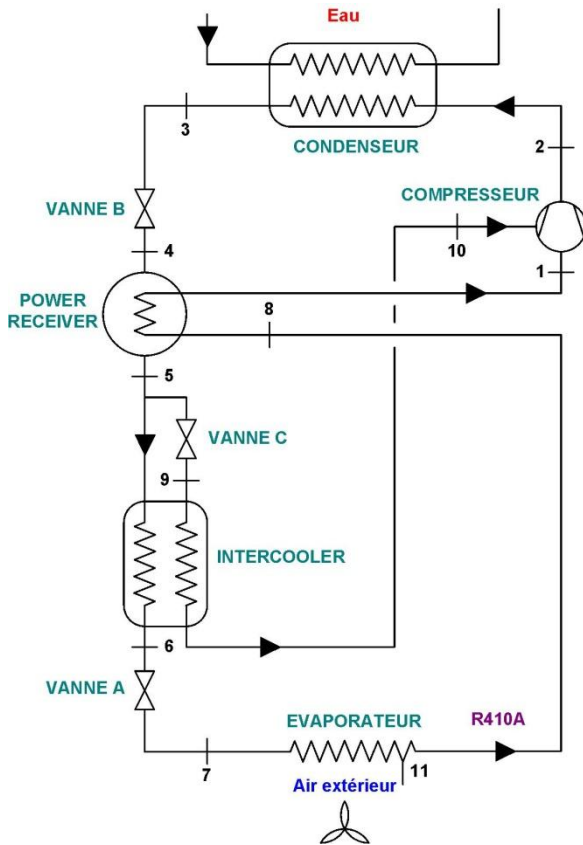 Eau
3
CONDENSEUR
2
COMPRESSEUR
VANNE B
10
4
1
POWER
RECEIVER
8
5
VANNE C
9
INTERCOOLER
6
VANNE A
EVAPORATEUR
R410A
7
11
Air extérieur